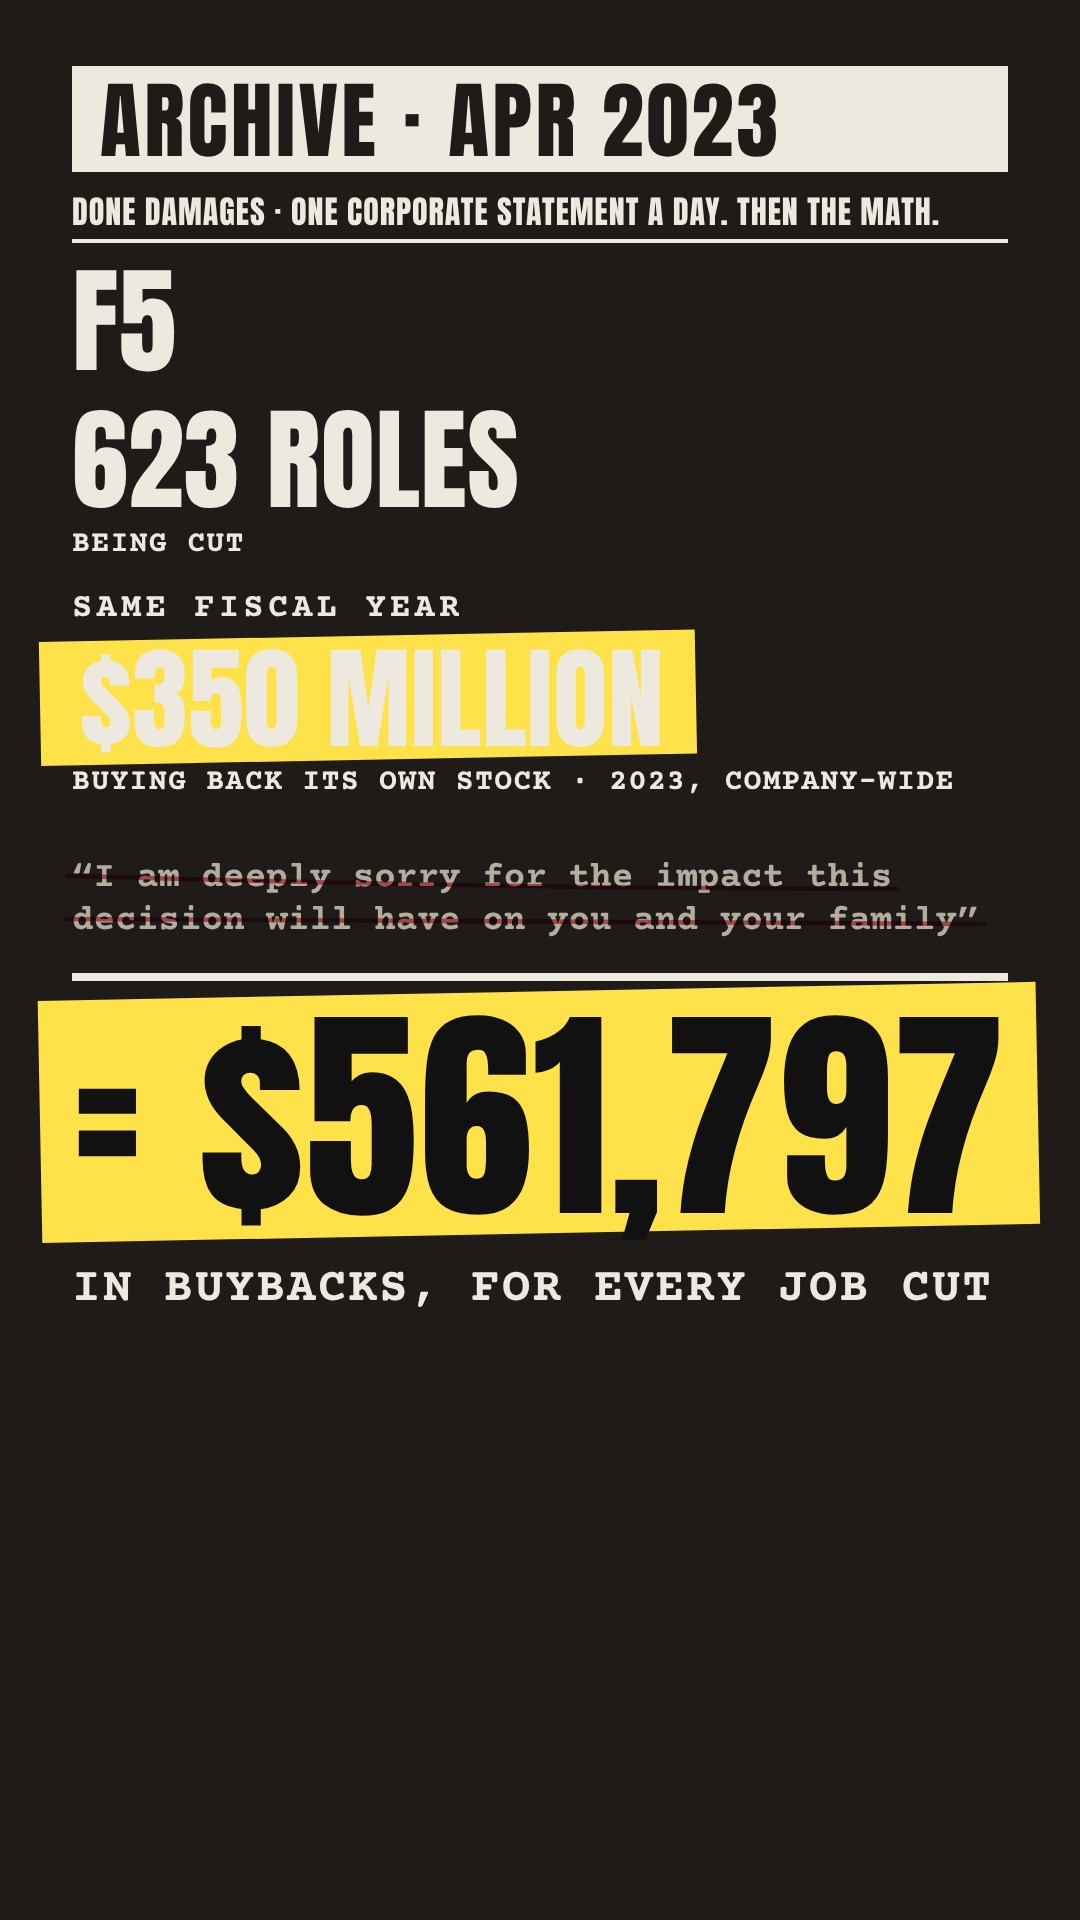 ARCHIVE · APR 2023
DONE DAMAGES · ONE CORPORATE STATEMENT A DAY. THEN THE MATH.
F5
623 ROLES
BEING CUT
SAME FISCAL YEAR
$350 MILLION
BUYING BACK ITS OWN STOCK · 2023, COMPANY-WIDE
“I am deeply sorry for the impact this
decision will have on you and your family”
= $561,797
IN BUYBACKS, FOR EVERY JOB CUT